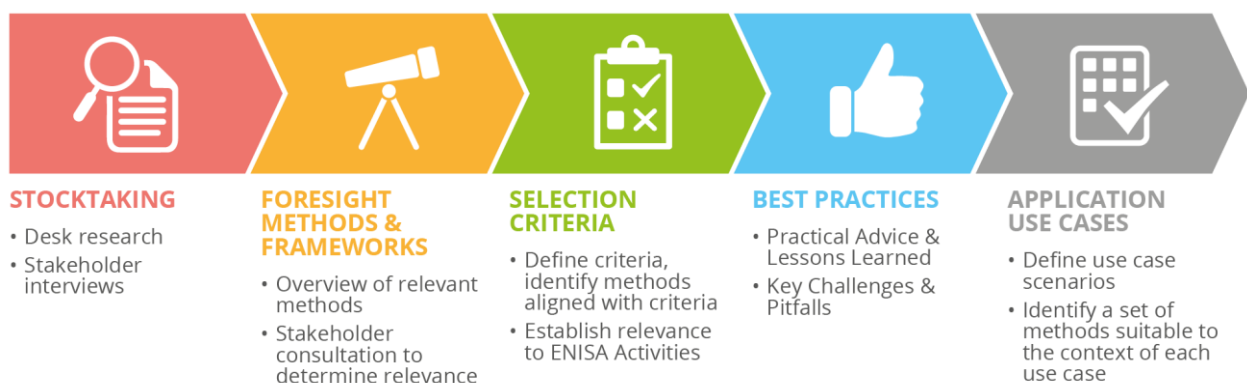 STOCKTAKING
• Desk research
• Stakeholder
interviews
FORESIGHT
METHODS &
FRAMEWORKS
• Overview of relevant
methods
• Stakeholder
consultation to
determine relevance
SELECTION
CRITERIA
• Define criteria,
identify methods
aligned with criteria
• Establish relevance
to ENISA Activities
BEST PRACTICES
• Practical Advice &
Lessons Learned
• Key Challenges &
Pitfalls
APPLICATION
USE CASES
• Define use case
scenarios
• Identify a set of
methods suitable to
the context of each
use case